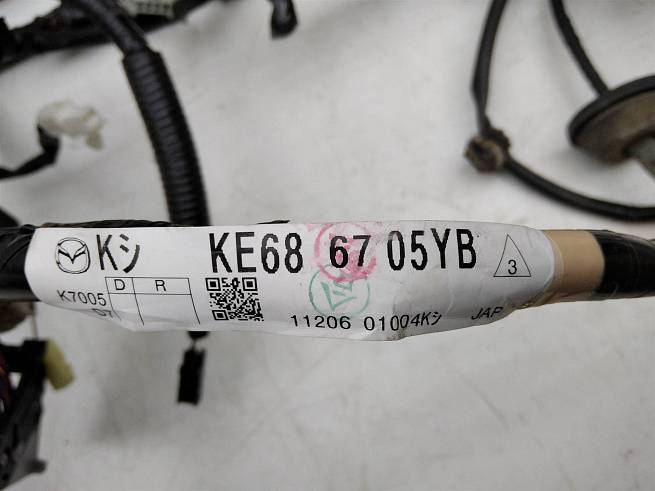 Kシ KE68 67 05YB 3
D R
K7005
11206 01004Kシ JAP